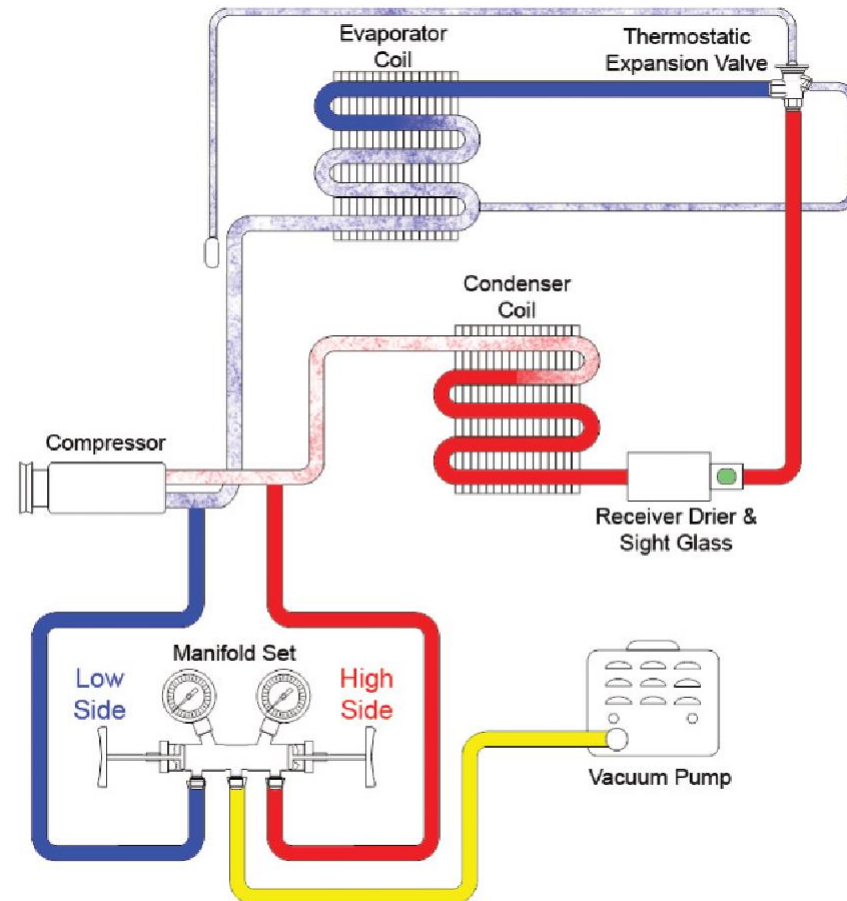 Evaporator
Coil
Thermostatic
Expansion Valve
Condenser
Coil
Compressor
Receiver Drier &
Sight Glass
Manifold Set
Low
Side
High
Side
Vacuum Pump